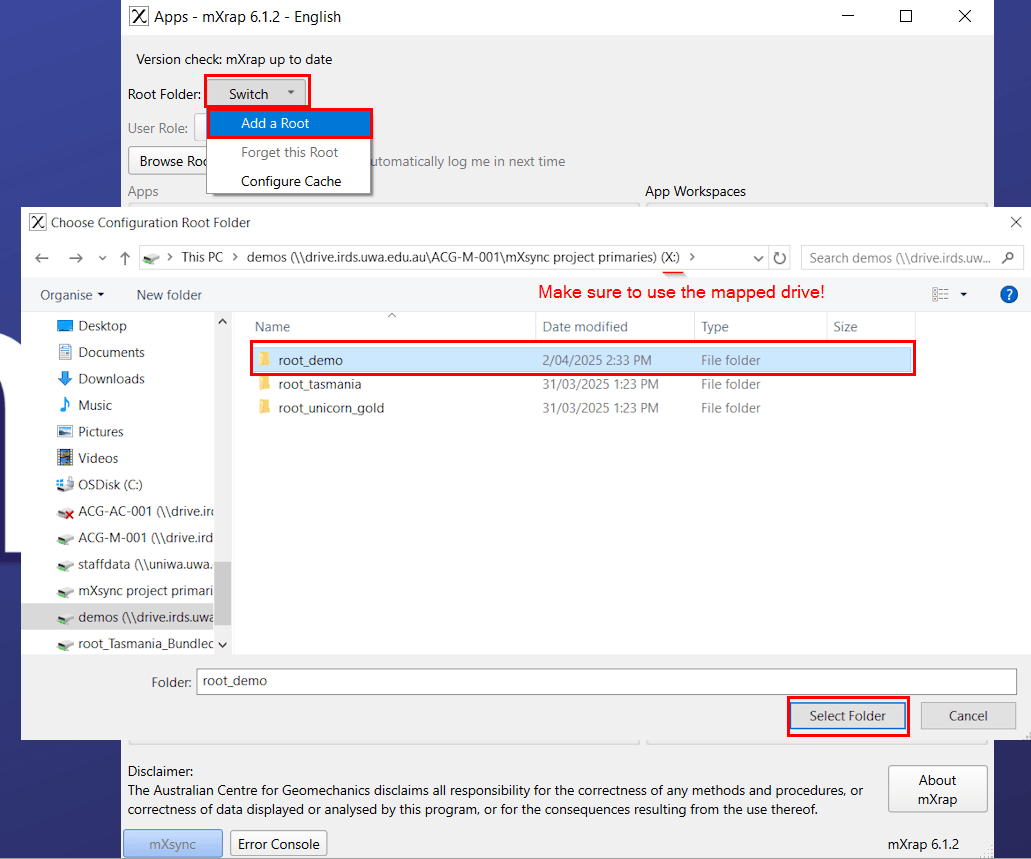 Apps - mXrap 6.1.2 - English
Version check: mXrap up to date
Root Folder: Switch
Add a Root
User Role:
Forget this Root
Browse Roo utomatically log me in next time
Configure Cache
Apps App Workspaces
Choose Configuration Root Folder
This PC > demos (\\drive.irds.uwa.edu.au\ACG-M-001\mXsync project primaries) (X:) >
Search demos (\\drive.irds.uw...
Organise New folder
Make sure to use the mapped drive!
?
Name Date modified Type Size
Desktop
Documents
Downloads
Music
Pictures
Videos
OSDisk (C:)
ACG-AC-001 (\\drive.ird
ACG-M-001 (\\drive.ird
staffdata (\\uniwa.uwa.
mXsync project primari
demos (\\drive.irds.uwa
root_Tasmania_Bundled
root_demo 2/04/2025 2:33 PM File folder
root_tasmania 31/03/2025 1:23 PM File folder
root_unicorn_gold 31/03/2025 1:23 PM File folder
Folder: root_demo
Select Folder Cancel
Disclaimer:
The Australian Centre for Geomechanics disclaims all responsibility for the correctness of any methods and procedures, or
correctness of data displayed or analysed by this program, or for the consequences resulting from the use thereof.
About
mXrap
mXsync Error Console mXrap 6.1.2